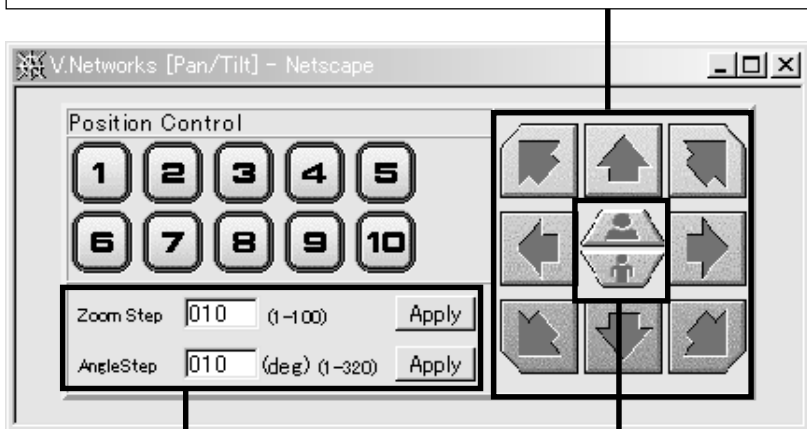 V.Networks [Pan/Tilt] - Netscape
Position Control
1 2 3 4 5
6 7 8 9 10
Zoom Step 010 (1-100) Apply
AngleStep 010 (deg) (1-320) Apply